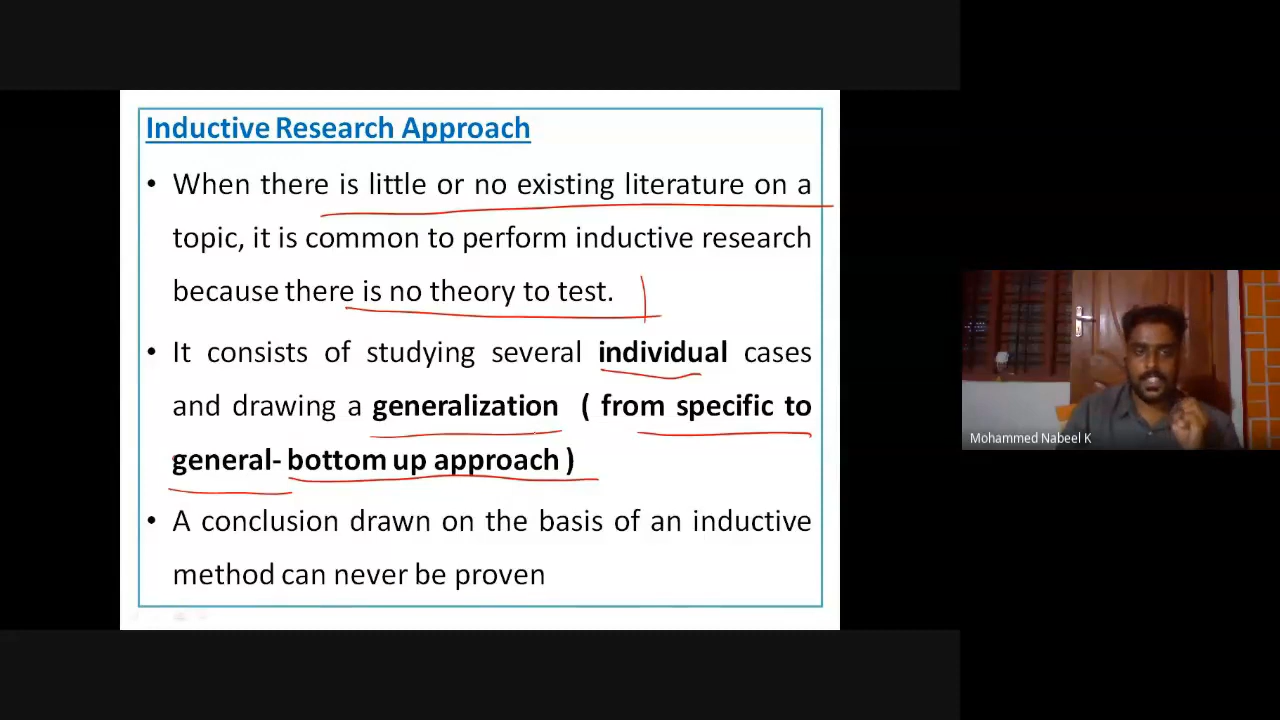 Inductive Research Approach
• When there is little or no existing literature on a
topic, it is common to perform inductive research
because there is no theory to test.
• It consists of studying several individual cases
and drawing a generalization ( from specific to
general- bottom up approach )
• A conclusion drawn on the basis of an inductive
method can never be proven
Mohammed Nabeel K